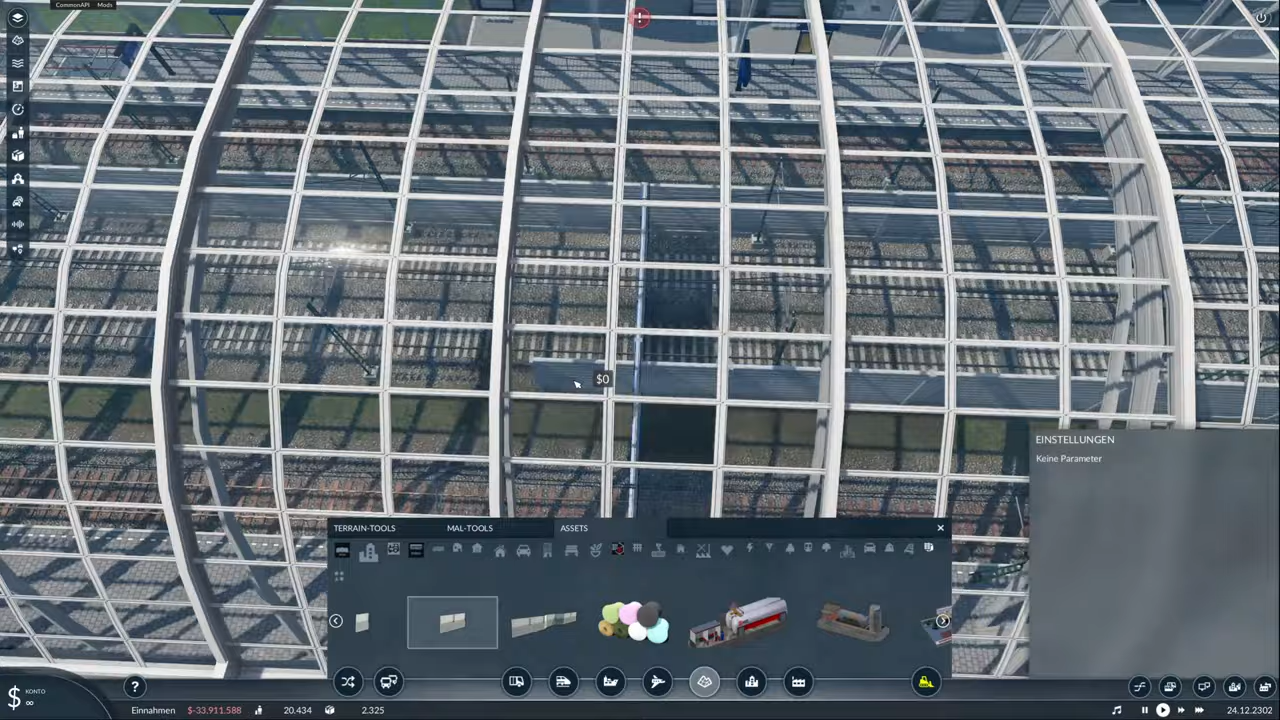 CommonAPI Mods
$0
EINSTELLUNGEN
Keine Parameter
TERRAIN-TOOLS MAL-TOOLS ASSETS
$ KONTO ∞
?
Einnahmen $-33,911.588 20.434 2.325 24.12.2302